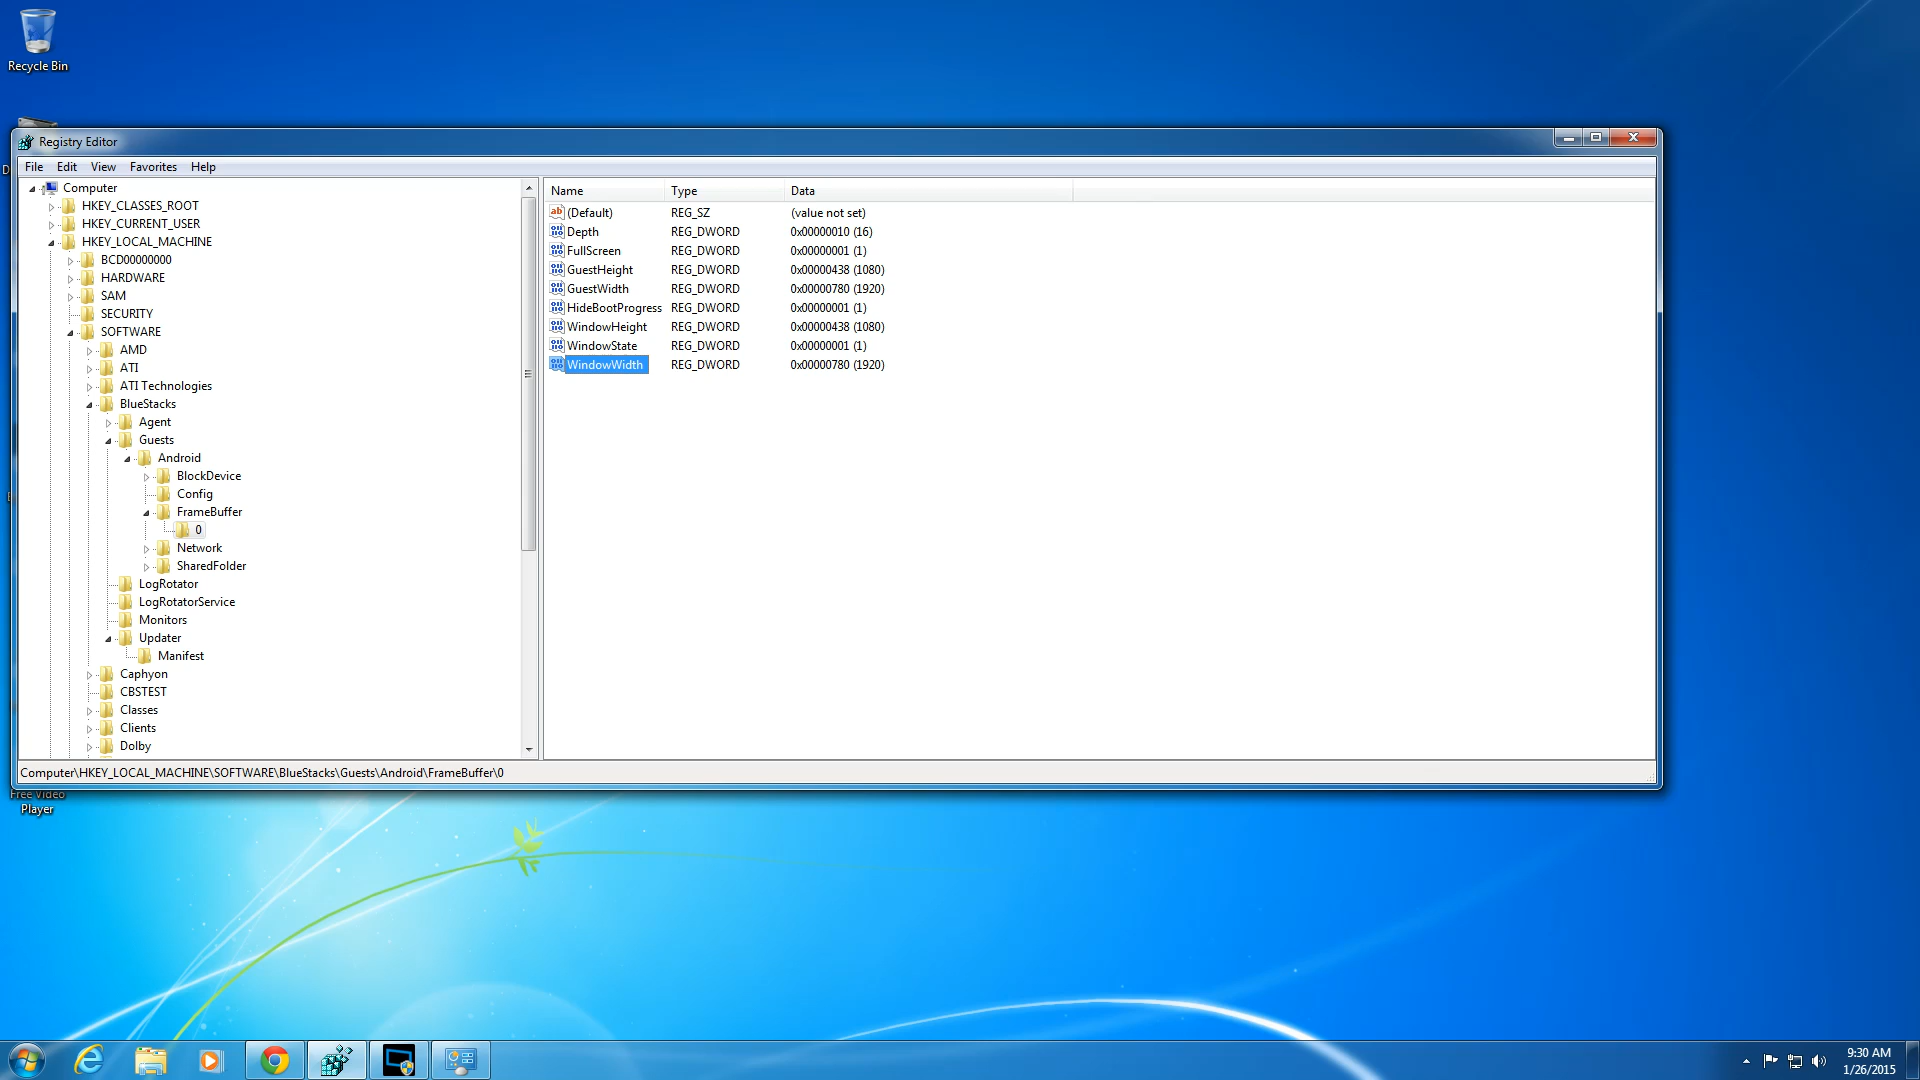 Recycle Bin
Registry Editor
File Edit View Favorites Help
Computer
HKEY_CLASSES_ROOT
HKEY_CURRENT_USER
HKEY_LOCAL_MACHINE
BCD00000000
HARDWARE
SAM
SECURITY
SOFTWARE
AMD
ATI
ATI Technologies
BlueStacks
Agent
Guests
Android
BlockDevice
Config
FrameBuffer
0
Network
SharedFolder
LogRotator
LogRotatorService
Monitors
Updater
Manifest
Caphyon
CBSTEST
Classes
Clients
Dolby
Name Type Data
(Default) REG_SZ (value not set)
Depth REG_DWORD 0x00000010 (16)
FullScreen REG_DWORD 0x00000001 (1)
GuestHeight REG_DWORD 0x00000438 (1080)
GuestWidth REG_DWORD 0x00000780 (1920)
HideBootProgress REG_DWORD 0x00000001 (1)
WindowHeight REG_DWORD 0x00000438 (1080)
WindowState REG_DWORD 0x00000001 (1)
WindowWidth REG_DWORD 0x00000780 (1920)
Computer\HKEY_LOCAL_MACHINE\SOFTWARE\BlueStacks\Guests\Android\FrameBuffer\0
Free Video
Player
9:30 AM
1/26/2015